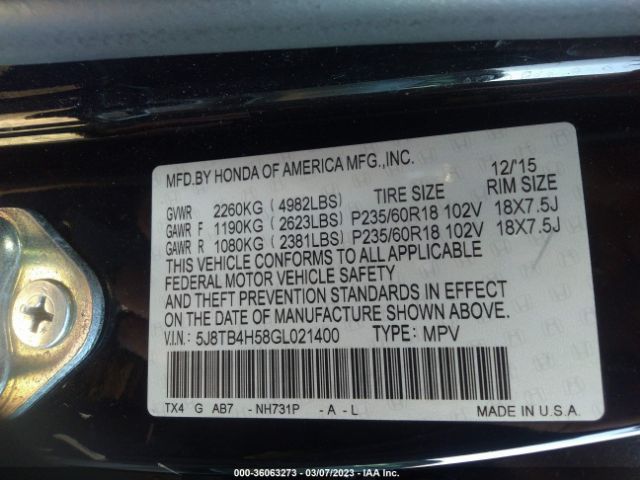 MFD.BY HONDA OF AMERICA MFG.,INC. 12/'15
GVWR 2260KG ( 4982LBS) TIRE SIZE RIM SIZE
GAWR F 1190KG ( 2623LBS) P235/60R18 102V 18X7.5J
GAWR R 1080KG ( 2381LBS) P235/60R18 102V 18X7.5J
THIS VEHICLE CONFORMS TO ALL APPLICABLE
FEDERAL MOTOR VEHICLE SAFETY
AND THEFT PREVENTION STANDARDS IN EFFECT
ON THE DATE OF MANUFACTURE SHOWN ABOVE.
V.I.N.: 5J8TB4H58GL021400 TYPE: MPV
TX4 G AB7 - NH731P - A - L MADE IN U.S.A.
000-36063273 - 03/07/2023 - IAA Inc.